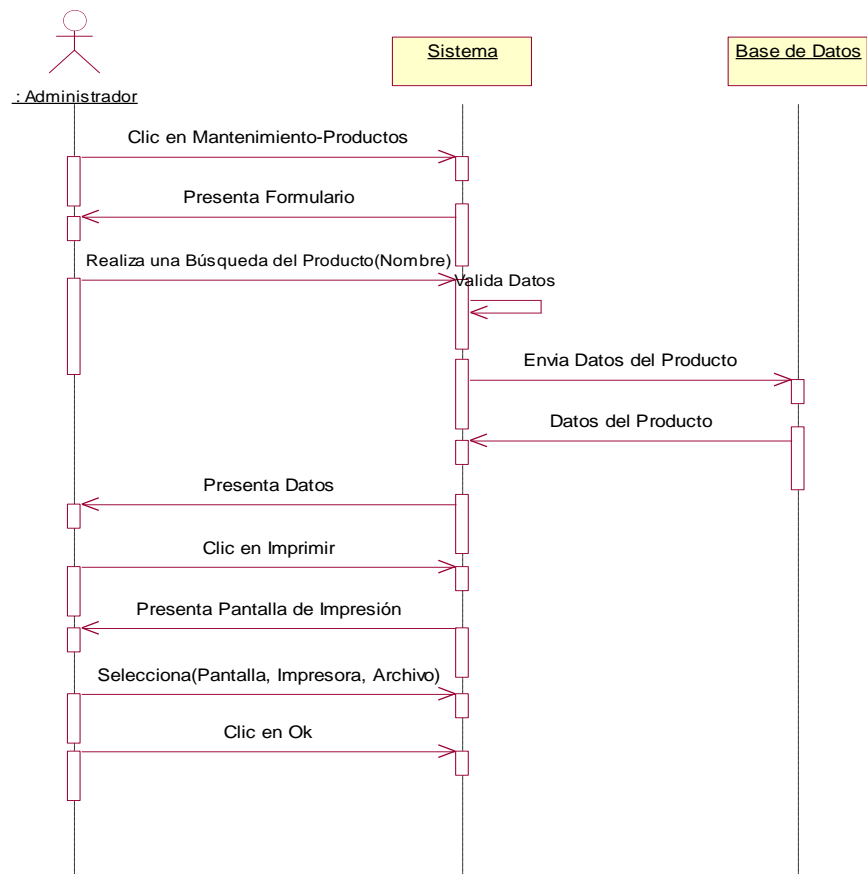 Sistema
Base de Datos
: Administrador
Clic en Mantenimiento-Productos
Presenta Formulario
Realiza una Búsqueda del Producto(Nombre)
Valida Datos
Envia Datos del Producto
Datos del Producto
Presenta Datos
Clic en Imprimir
Presenta Pantalla de Impresión
Selecciona(Pantalla, Impresora, Archivo)
Clic en Ok